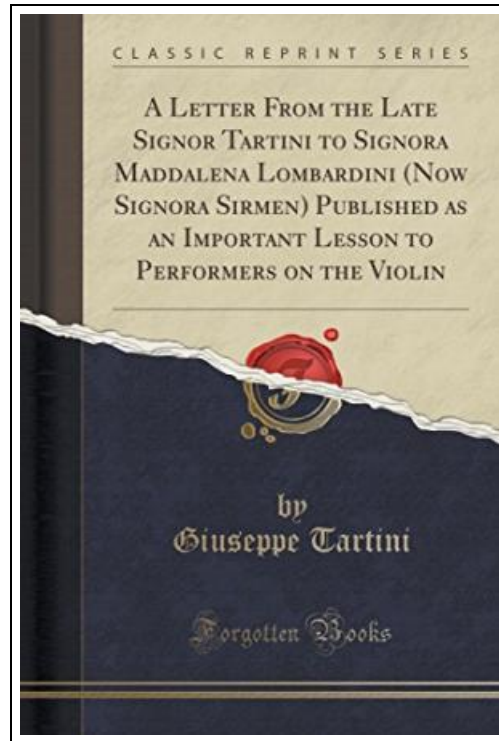 CLASSIC REPRINT SERIES
A Letter From the Late
Signor Tartini to Signora
Maddalena Lombardini (Now
Signora Sirmen) Published as
an Important Lesson to
Performers on the Violin
by
Giuseppe Tartini
Forgotten Books